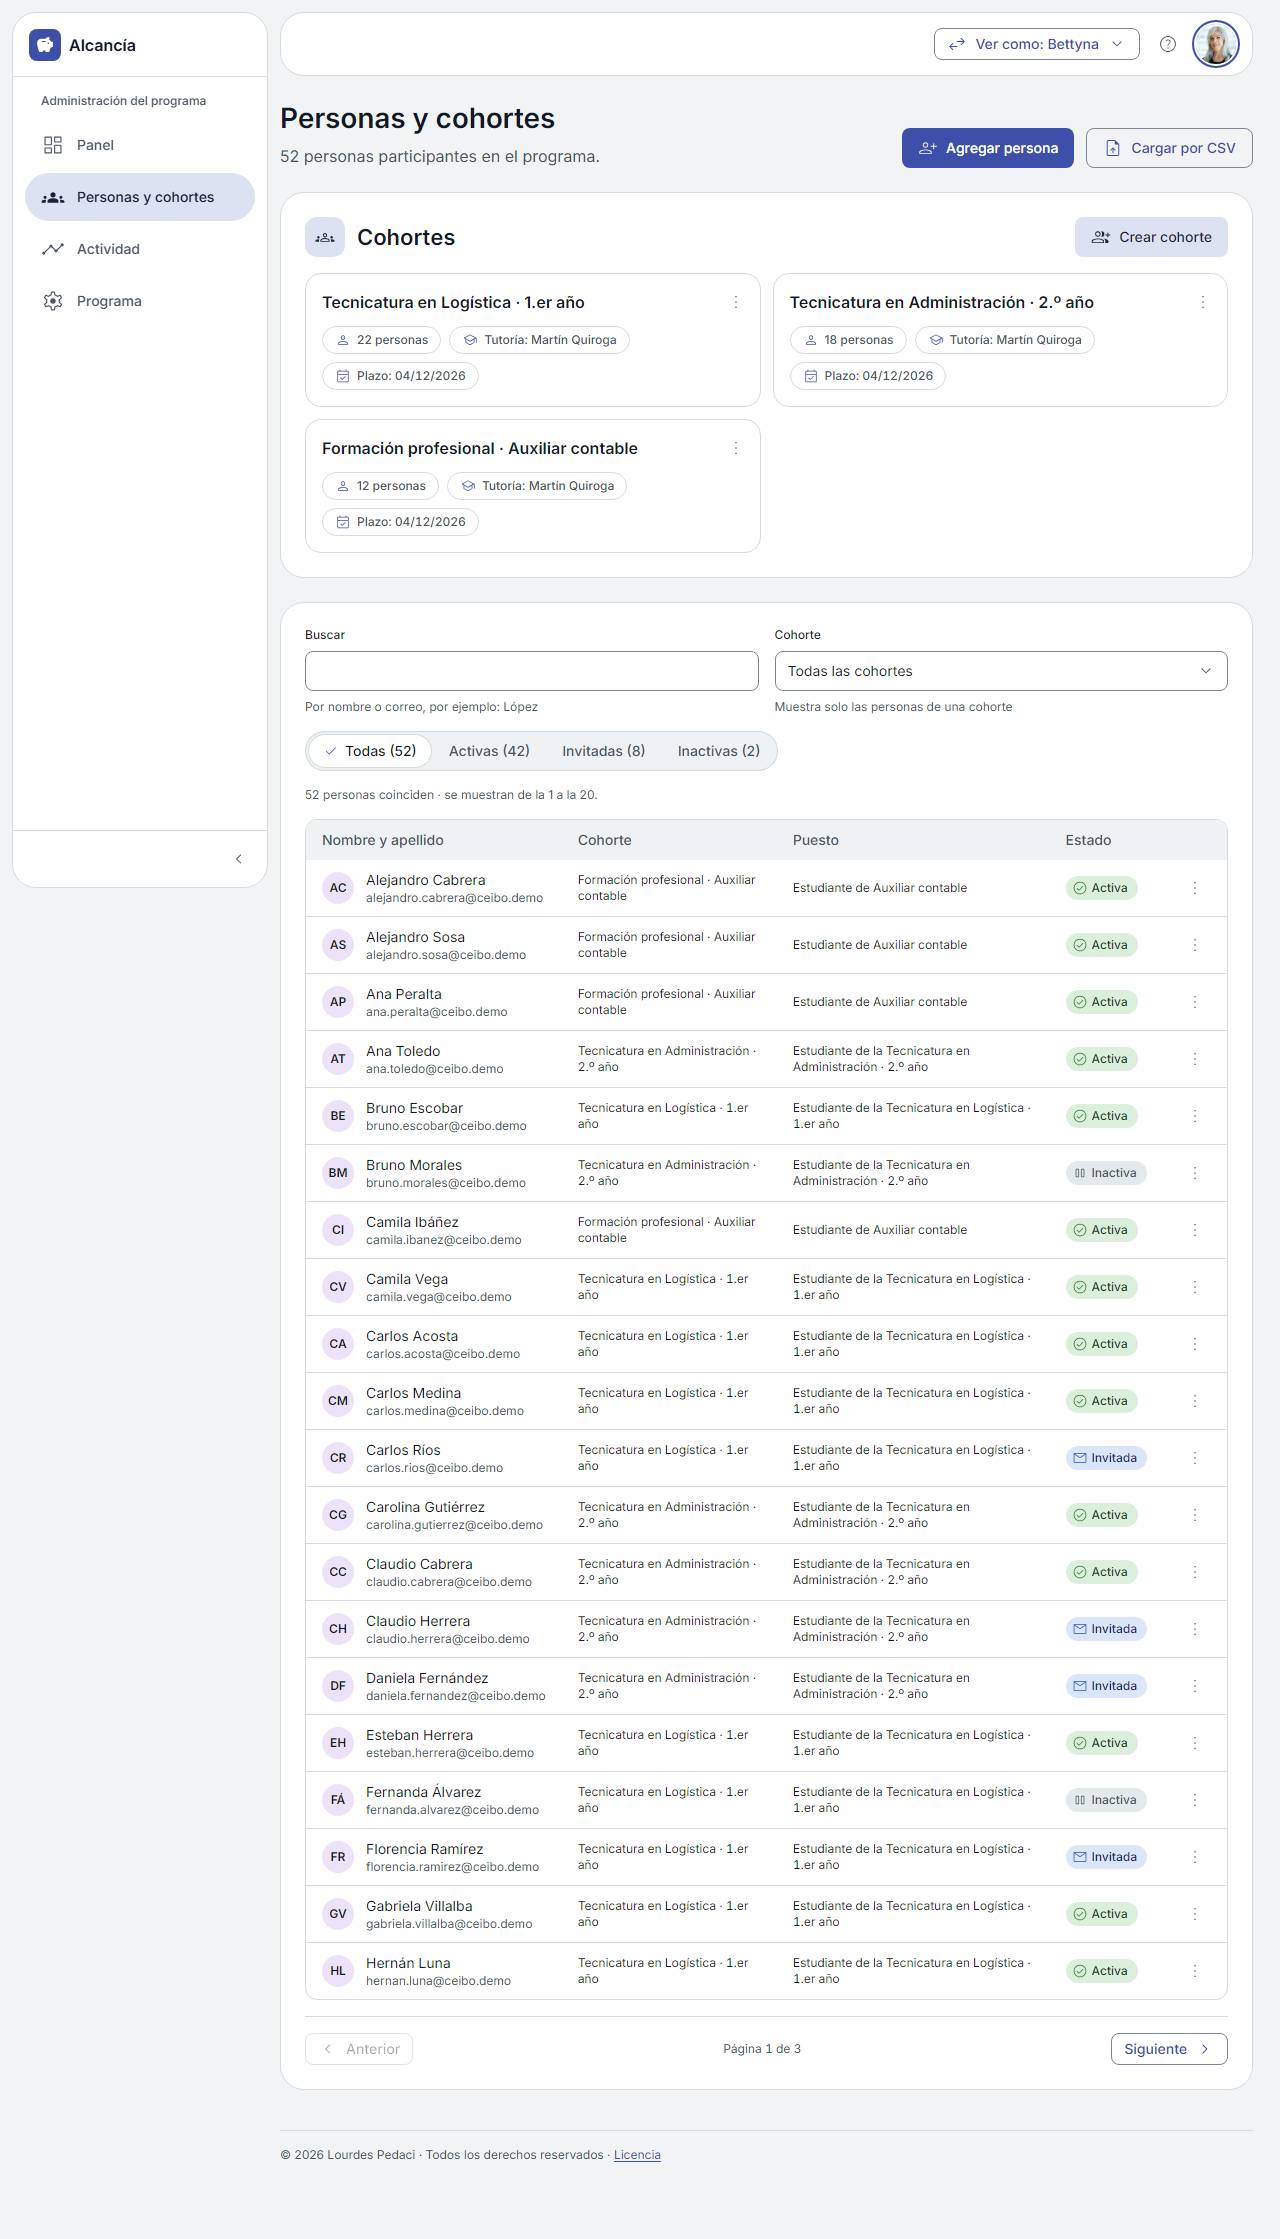 Alcancía
Ver como: Bettyna
Administración del programa
Panel
Personas y cohortes
Actividad
Programa
Personas y cohortes
52 personas participantes en el programa.
Agregar persona
Cargar por CSV
Cohortes
Crear cohorte
Tecnicatura en Logística · 1.er año
22 personas
Tutoría: Martín Quiroga
Plazo: 04/12/2026
Tecnicatura en Administración · 2.º año
18 personas
Tutoría: Martín Quiroga
Plazo: 04/12/2026
Formación profesional · Auxiliar contable
12 personas
Tutoría: Martín Quiroga
Plazo: 04/12/2026
Buscar
Por nombre o correo, por ejemplo: López
Cohorte
Todas las cohortes
Muestra solo las personas de una cohorte
Todas (52)
Activas (42)
Invitadas (8)
Inactivas (2)
52 personas coinciden · se muestran de la 1 a la 20.
Nombre y apellido
Cohorte
Puesto
Estado
AC
Alejandro Cabrera
alejandro.cabrera@ceibo.demo
Formación profesional · Auxiliar
contable
Estudiante de Auxiliar contable
Activa
AS
Alejandro Sosa
alejandro.sosa@ceibo.demo
Formación profesional · Auxiliar
contable
Estudiante de Auxiliar contable
Activa
AP
Ana Peralta
ana.peralta@ceibo.demo
Formación profesional · Auxiliar
contable
Estudiante de Auxiliar contable
Activa
AT
Ana Toledo
ana.toledo@ceibo.demo
Tecnicatura en Administración ·
2.º año
Estudiante de la Tecnicatura en
Administración · 2.º año
Activa
BE
Bruno Escobar
bruno.escobar@ceibo.demo
Tecnicatura en Logística · 1.er
año
Estudiante de la Tecnicatura en Logística ·
1.er año
Activa
BM
Bruno Morales
bruno.morales@ceibo.demo
Tecnicatura en Administración ·
2.º año
Estudiante de la Tecnicatura en
Administración · 2.º año
Inactiva
CI
Camila Ibáñez
camila.ibanez@ceibo.demo
Formación profesional · Auxiliar
contable
Estudiante de Auxiliar contable
Activa
CV
Camila Vega
camila.vega@ceibo.demo
Tecnicatura en Logística · 1.er
año
Estudiante de la Tecnicatura en Logística ·
1.er año
Activa
CA
Carlos Acosta
carlos.acosta@ceibo.demo
Tecnicatura en Logística · 1.er
año
Estudiante de la Tecnicatura en Logística ·
1.er año
Activa
CM
Carlos Medina
carlos.medina@ceibo.demo
Tecnicatura en Logística · 1.er
año
Estudiante de la Tecnicatura en Logística ·
1.er año
Activa
CR
Carlos Ríos
carlos.rios@ceibo.demo
Tecnicatura en Logística · 1.er
año
Estudiante de la Tecnicatura en Logística ·
1.er año
Invitada
CG
Carolina Gutiérrez
carolina.gutierrez@ceibo.demo
Tecnicatura en Administración ·
2.º año
Estudiante de la Tecnicatura en
Administración · 2.º año
Activa
CC
Claudio Cabrera
claudio.cabrera@ceibo.demo
Tecnicatura en Administración ·
2.º año
Estudiante de la Tecnicatura en
Administración · 2.º año
Activa
CH
Claudio Herrera
claudio.herrera@ceibo.demo
Tecnicatura en Administración ·
2.º año
Estudiante de la Tecnicatura en
Administración · 2.º año
Invitada
DF
Daniela Fernández
daniela.fernandez@ceibo.demo
Tecnicatura en Administración ·
2.º año
Estudiante de la Tecnicatura en
Administración · 2.º año
Invitada
EH
Esteban Herrera
esteban.herrera@ceibo.demo
Tecnicatura en Logística · 1.er
año
Estudiante de la Tecnicatura en Logística ·
1.er año
Activa
FÁ
Fernanda Álvarez
fernanda.alvarez@ceibo.demo
Tecnicatura en Logística · 1.er
año
Estudiante de la Tecnicatura en Logística ·
1.er año
Inactiva
FR
Florencia Ramírez
florencia.ramirez@ceibo.demo
Tecnicatura en Logística · 1.er
año
Estudiante de la Tecnicatura en Logística ·
1.er año
Invitada
GV
Gabriela Villalba
gabriela.villalba@ceibo.demo
Tecnicatura en Logística · 1.er
año
Estudiante de la Tecnicatura en Logística ·
1.er año
Activa
HL
Hernán Luna
hernan.luna@ceibo.demo
Tecnicatura en Logística · 1.er
año
Estudiante de la Tecnicatura en Logística ·
1.er año
Activa
Anterior
Página 1 de 3
Siguiente
© 2026 Lourdes Pedaci · Todos los derechos reservados · Licencia